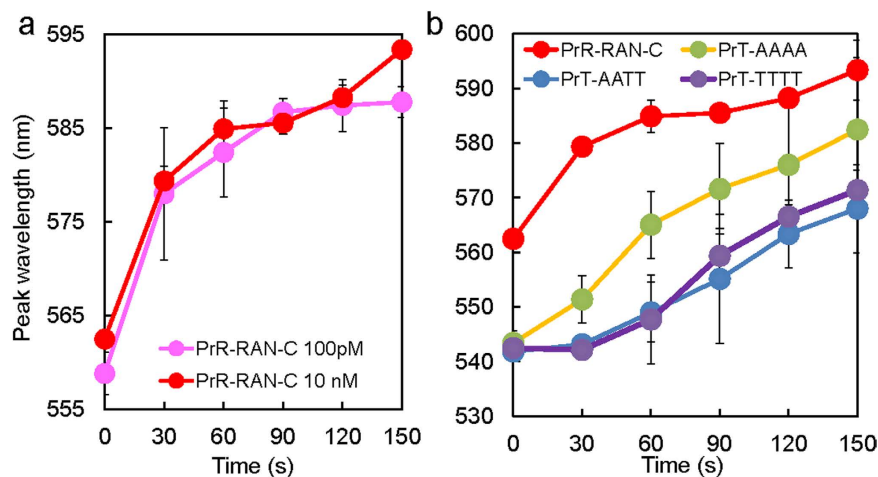 a
Peak wavelength (nm)
595
585
575
565
555
PrR-RAN-C 100pM
PrR-RAN-C 10 nM
0 30 60 90 120 150
Time (s)
b
600
590
580
570
560
550
540
530
PrR-RAN-C PrT-AAAA
PrT-AATT PrT-TTTT
0 30 60 90 120 150
Time (s)